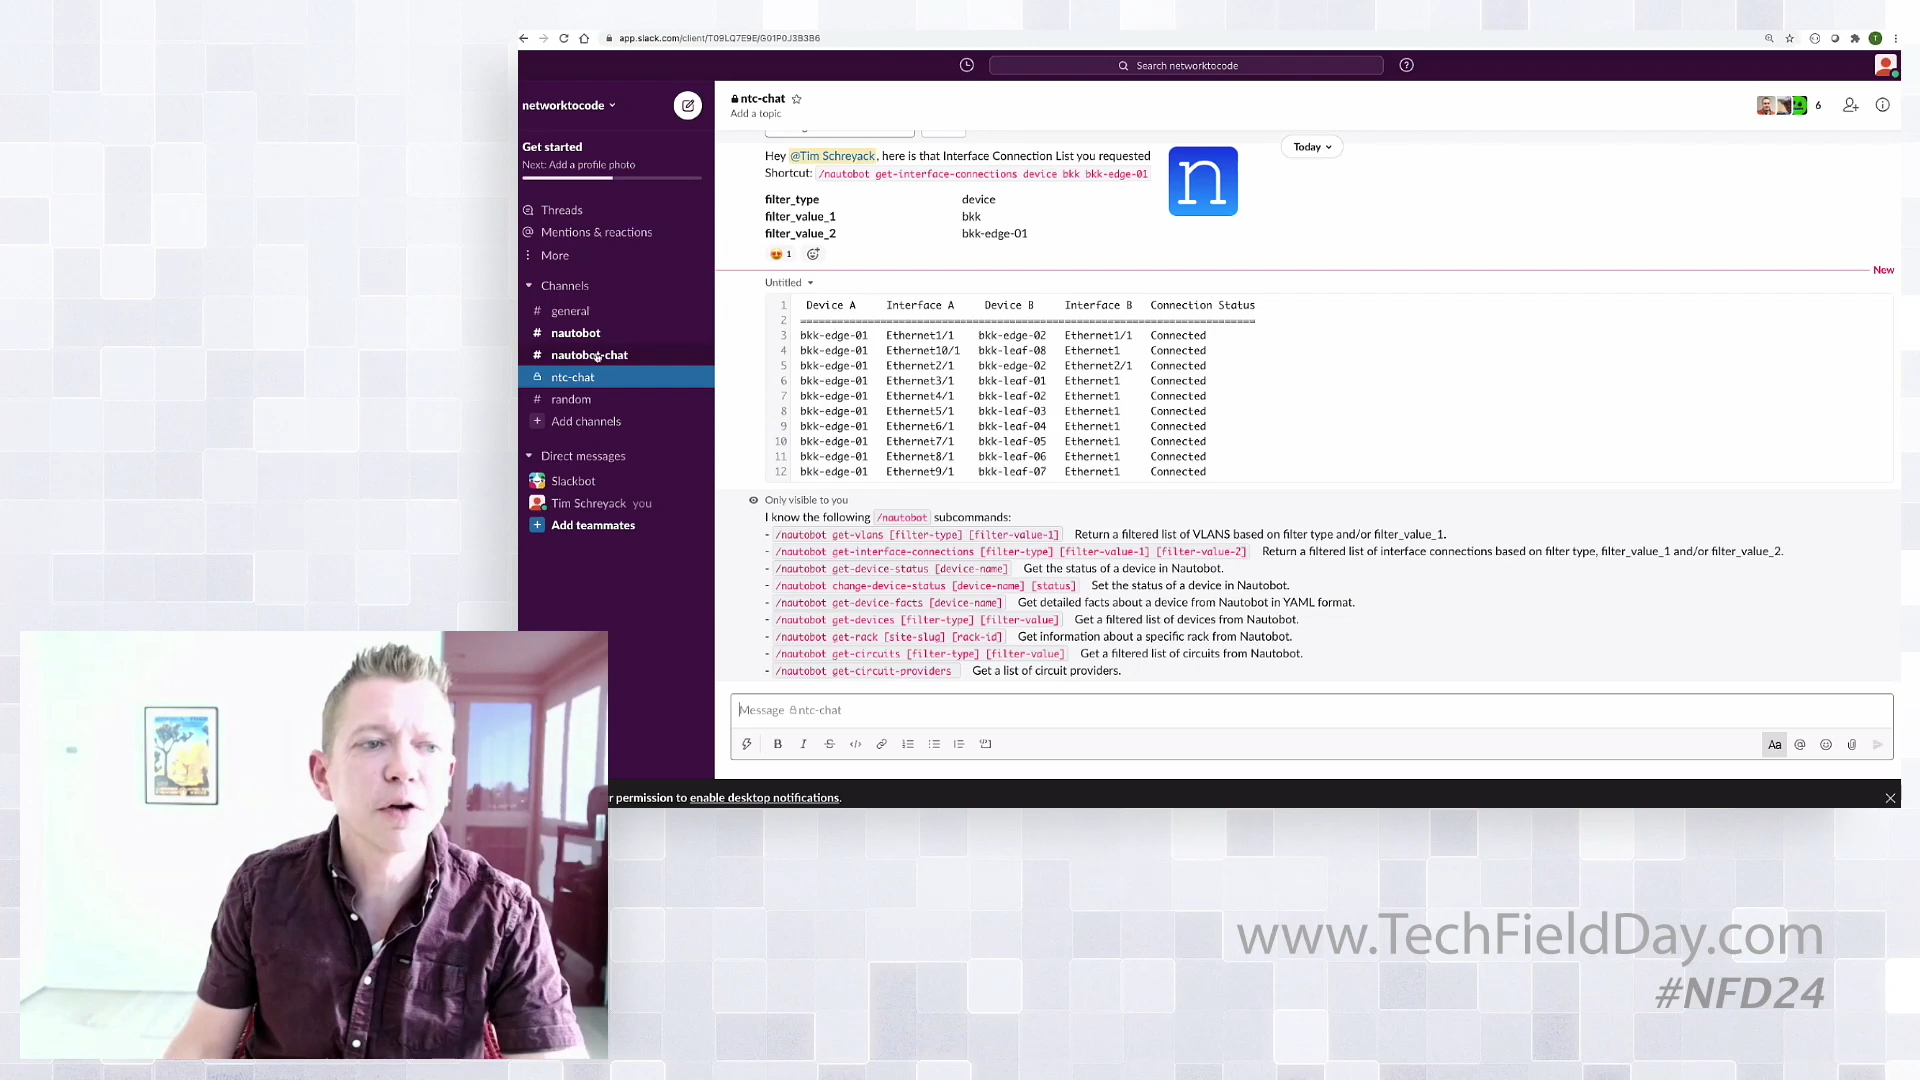 app.slack.com/client/T09LQ7E9E/G01P0J3B3B6
Search networktocode
networktocode
ntc-chat
Add a topic
6
Get started
Next: Add a profile photo
Threads
Mentions & reactions
More
Channels
# general
# nautobot
# nautobot-chat
ntc-chat
# random
+ Add channels
Direct messages
Slackbot
Tim Schreyack you
+ Add teammates
Today
Hey @Tim Schreyack, here is that Interface Connection List you requested
Shortcut: /nautobot get-interface-connections device bkk bkk-edge-01
n
filter_type device
filter_value_1 bkk
filter_value_2 bkk-edge-01
1
New
Untitled
1 Device A Interface A Device B Interface B Connection Status
2 ==========================================================================
3 bkk-edge-01 Ethernet1/1 bkk-edge-02 Ethernet1/1 Connected
4 bkk-edge-01 Ethernet10/1 bkk-leaf-08 Ethernet1 Connected
5 bkk-edge-01 Ethernet2/1 bkk-edge-02 Ethernet2/1 Connected
6 bkk-edge-01 Ethernet3/1 bkk-leaf-01 Ethernet1 Connected
7 bkk-edge-01 Ethernet4/1 bkk-leaf-02 Ethernet1 Connected
8 bkk-edge-01 Ethernet5/1 bkk-leaf-03 Ethernet1 Connected
9 bkk-edge-01 Ethernet6/1 bkk-leaf-04 Ethernet1 Connected
10 bkk-edge-01 Ethernet7/1 bkk-leaf-05 Ethernet1 Connected
11 bkk-edge-01 Ethernet8/1 bkk-leaf-06 Ethernet1 Connected
12 bkk-edge-01 Ethernet9/1 bkk-leaf-07 Ethernet1 Connected
Only visible to you
I know the following /nautobot subcommands:
- /nautobot get-vlans [filter-type] [filter-value-1] Return a filtered list of VLANS based on filter type and/or filter_value_1.
- /nautobot get-interface-connections [filter-type] [filter-value-1] [filter-value-2] Return a filtered list of interface connections based on filter type, filter_value_1 and/or filter_value_2.
- /nautobot get-device-status [device-name] Get the status of a device in Nautobot.
- /nautobot change-device-status [device-name] [status] Set the status of a device in Nautobot.
- /nautobot get-device-facts [device-name] Get detailed facts about a device from Nautobot in YAML format.
- /nautobot get-devices [filter-type] [filter-value] Get a filtered list of devices from Nautobot.
- /nautobot get-rack [site-slug] [rack-id] Get information about a specific rack from Nautobot.
- /nautobot get-circuits [filter-type] [filter-value] Get a filtered list of circuits from Nautobot.
- /nautobot get-circuit-providers Get a list of circuit providers.
Message ntc-chat
B I S </> Aa @
r permission to enable desktop notifications.
www.TechFieldDay.com
#NFD24